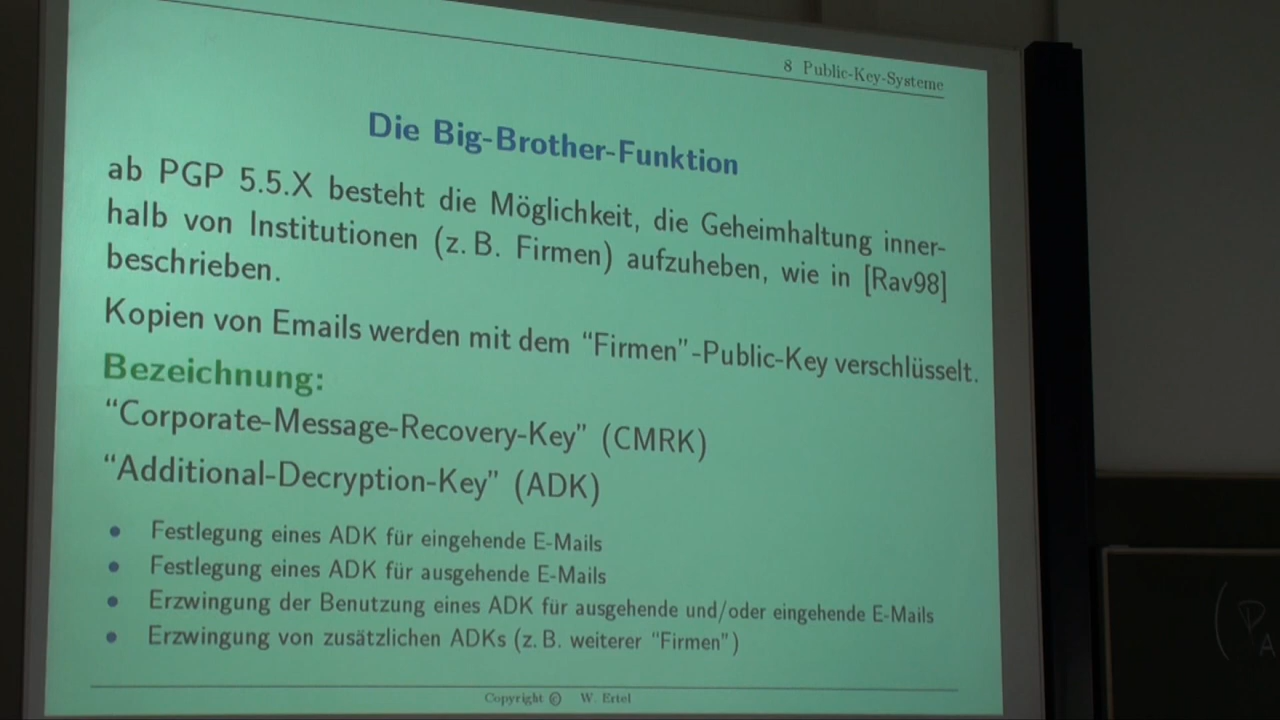 8 Public-Key-Systeme
Die Big-Brother-Funktion
ab PGP 5.5.X besteht die Möglichkeit, die Geheimhaltung inner-
halb von Institutionen (z. B. Firmen) aufzuheben, wie in [Rav98]
beschrieben.
Kopien von Emails werden mit dem “Firmen”-Public-Key verschlüsselt.
Bezeichnung:
“Corporate-Message-Recovery-Key” (CMRK)
“Additional-Decryption-Key” (ADK)
• Festlegung eines ADK für eingehende E-Mails
• Festlegung eines ADK für ausgehende E-Mails
• Erzwingung der Benutzung eines ADK für ausgehende und/oder eingehende E-Mails
• Erzwingung von zusätzlichen ADKs (z. B. weiterer “Firmen”)
Copyright © W. Ertel